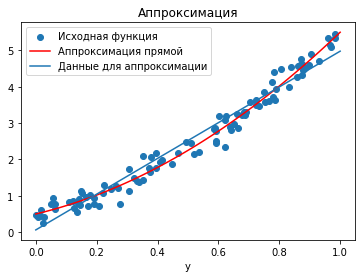 Аппроксимация
Исходная функция
Аппроксимация прямой
Данные для аппроксимации
5
4
3
2
1
0
0.0 0.2 0.4 0.6 0.8 1.0
y